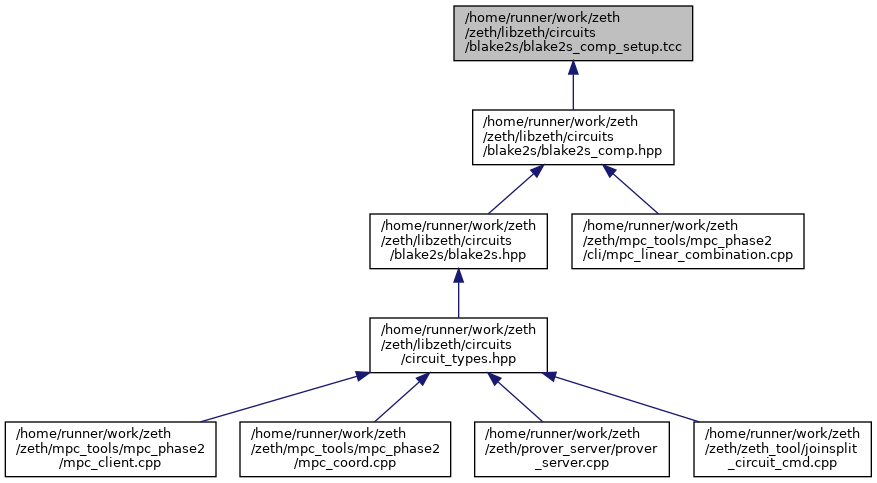 /home/runner/work/zeth
/zeth/libzeth/circuits
/blake2s/blake2s_comp_setup.tcc
/home/runner/work/zeth
/zeth/libzeth/circuits
/blake2s/blake2s_comp.hpp
/home/runner/work/zeth
/zeth/libzeth/circuits
/blake2s/blake2s.hpp
/home/runner/work/zeth
/zeth/mpc_tools/mpc_phase2
/cli/mpc_linear_combination.cpp
/home/runner/work/zeth
/zeth/libzeth/circuits
/circuit_types.hpp
/home/runner/work/zeth
/zeth/mpc_tools/mpc_phase2
/mpc_client.cpp
/home/runner/work/zeth
/zeth/mpc_tools/mpc_phase2
/mpc_coord.cpp
/home/runner/work/zeth
/zeth/prover_server/prover
_server.cpp
/home/runner/work/zeth
/zeth/zeth_tool/joinsplit
_circuit_cmd.cpp